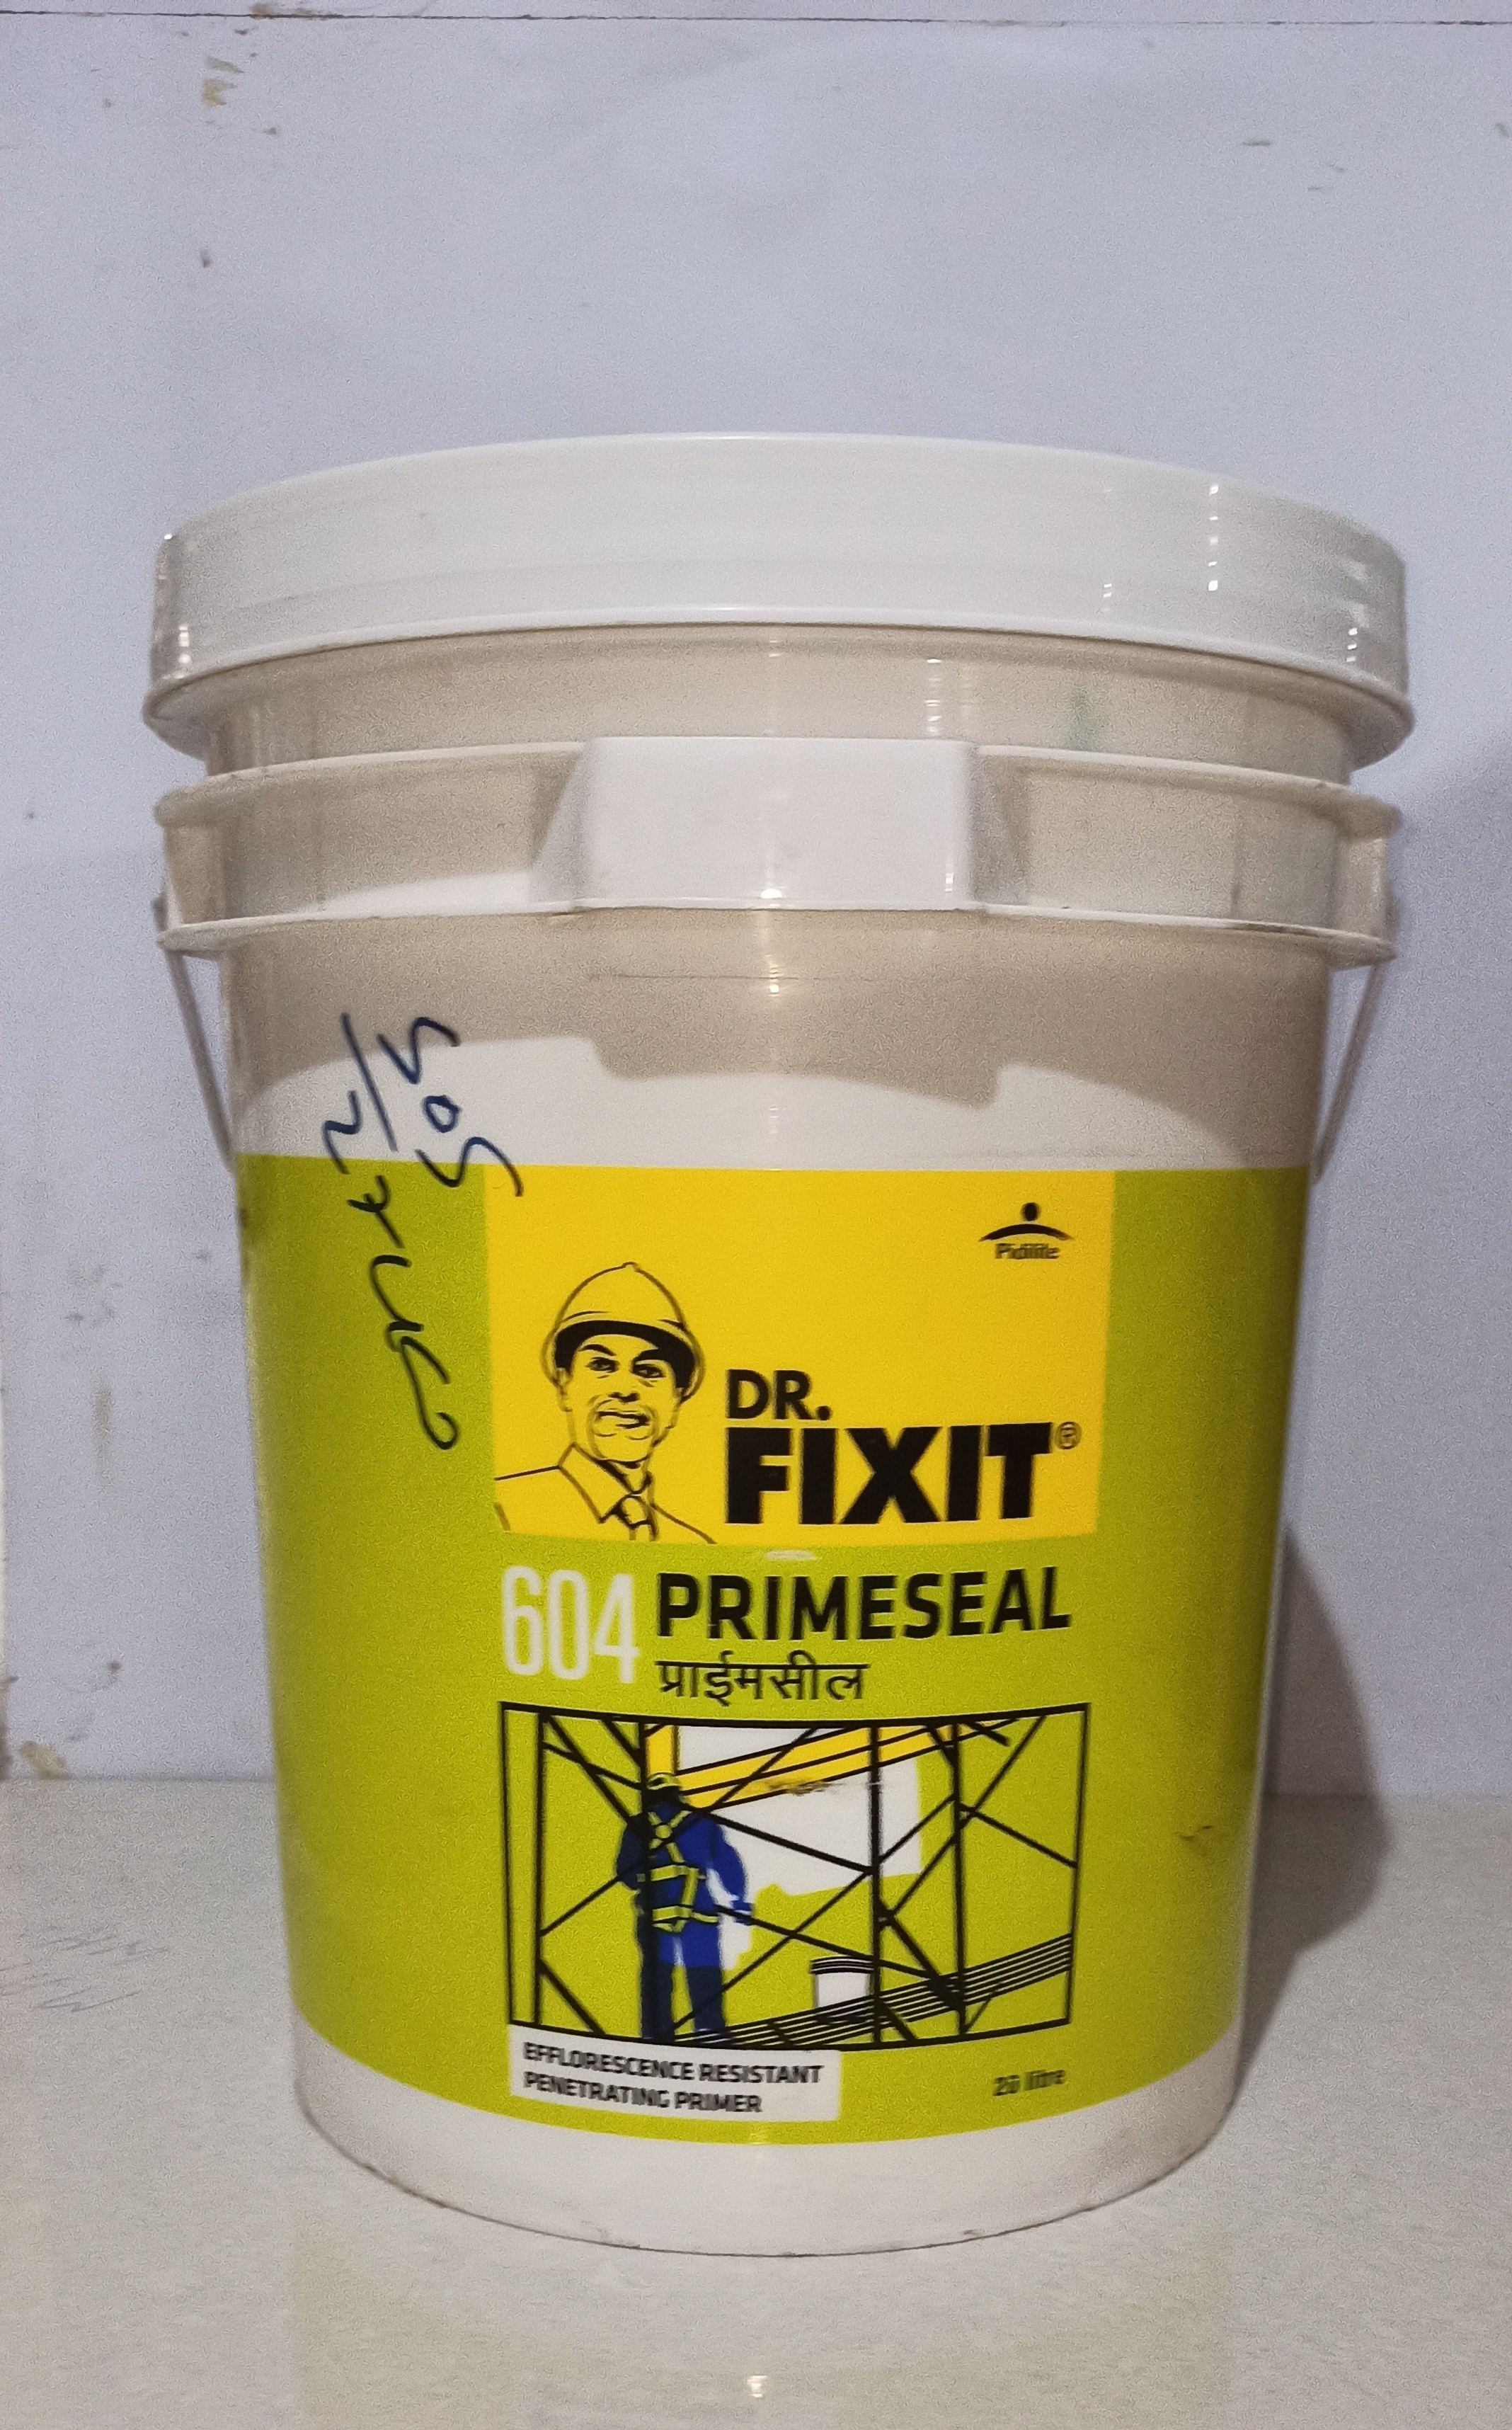 Pidilite
DR.
FIXIT®
604 PRIMESEAL
प्राईमसील
EFFLORESCENCE RESISTANT
PENETRATING PRIMER
20 litre